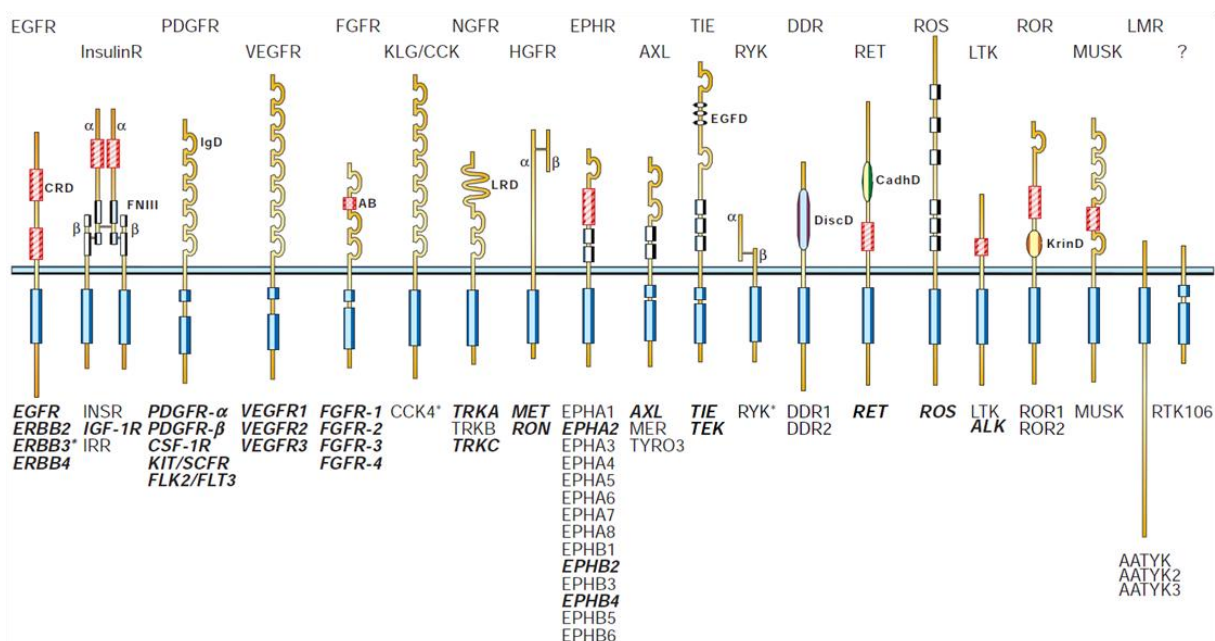 EGFR PDGFR FGFR NGFR EPHR TIE DDR ROS ROR LMR
InsulinR VEGFR KLG/CCK HGFR AXL RYK RET LTK MUSK ?
α α
IgD
EGFD
α β
CRD
FNIII
LRD
AB
CadhD
DiscD
α
β β
β
KrinD
EGFR INSR PDGFR-α VEGFR1 FGFR-1 CCK4* TRKA MET EPHA1 AXL TIE RYK* DDR1 RET ROS LTK ROR1 MUSK RTK106
ERBB2 IGF-1R PDGFR-β VEGFR2 FGFR-2 TRKB RON EPHA2 MER TEK DDR2 ALK ROR2
ERBB3* IRR CSF-1R VEGFR3 FGFR-3 TRKC EPHA3 TYRO3
ERBB4 KIT/SCFR FGFR-4 EPHA4
FLK2/FLT3 EPHA5
EPHA6
EPHA7
EPHA8
EPHB1
EPHB2
EPHB3
EPHB4
EPHB5
EPHB6
AATYK
AATYK2
AATYK3